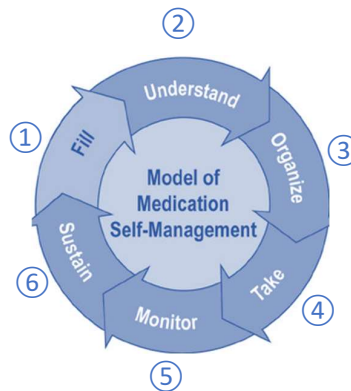 ②
Understand
①
Fill
③
Organize
Model of
Medication
Self-Management
⑥
Sustain
Take
④
Monitor
⑤